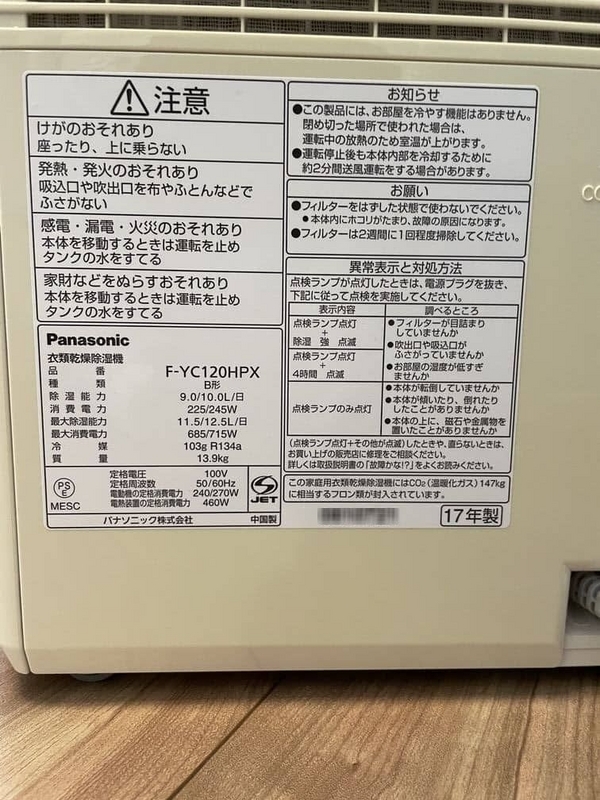 注意
けがのおそれあり
座ったり、上に乗らない
発熱・発火のおそれあり
吸込口や吹出口を布やふとんなどで
ふさがない
感電・漏電・火災のおそれあり
本体を移動するときは運転を止め
タンクの水をすてる
家財などをぬらすおそれあり
本体を移動するときは運転を止め
タンクの水をすてる
Panasonic
衣類乾燥除湿機
品番 F-YC120HPX
種類 B形
除湿能力 9.0/10.0L/日
消費電力 225/245W
最大除湿能力 11.5/12.5L/日
最大消費電力 685/715W
冷媒 103g R134a
質量 13.9kg
PSE
MESC
定格電圧 100V
定格周波数 50/60Hz
電動機の定格消費電力 240/270W
電熱装置の定格消費電力 460W
S JET
パナソニック株式会社 中国製
お知らせ
●この製品には、お部屋を冷やす機能はありません。
閉め切った場所で使われた場合は、
運転中の放熱のため室温が上がります。
●運転停止後も本体内部を冷却するために
約2分間送風運転をする場合があります。
お願い
●フィルターをはずした状態で使わないでください。
●本体内にホコリがたまり、故障の原因になります。
●フィルターは2週間に1回程度掃除してください。
異常表示と対処方法
点検ランプが点灯したときは、電源プラグを抜き、
下記に従って点検を実施してください。
表示内容 調べるところ
点検ランプ点灯
+
除湿 強 点滅
点検ランプ点灯
+
4時間 点滅
●フィルターが目詰まり
していませんか
●吹出口や吸込口が
ふさがっていませんか
●お部屋の湿度が低すぎ
ませんか
点検ランプのみ点灯
●本体が転倒していませんか
●本体が傾いたり、倒れたり
したことがありませんか
●本体の上に、磁石や金属物を
置いたことがありませんか
(点検ランプ点灯+その他が点滅)したときや、直らないときは、
お買い上げの販売店に修理をご相談ください。
詳しくは取扱説明書の「故障かな!?」をよくお読みください。
この家庭用衣類乾燥除湿機にはCO2(温暖化ガス)147kg
に相当するフロン類が封入されています。
17年製